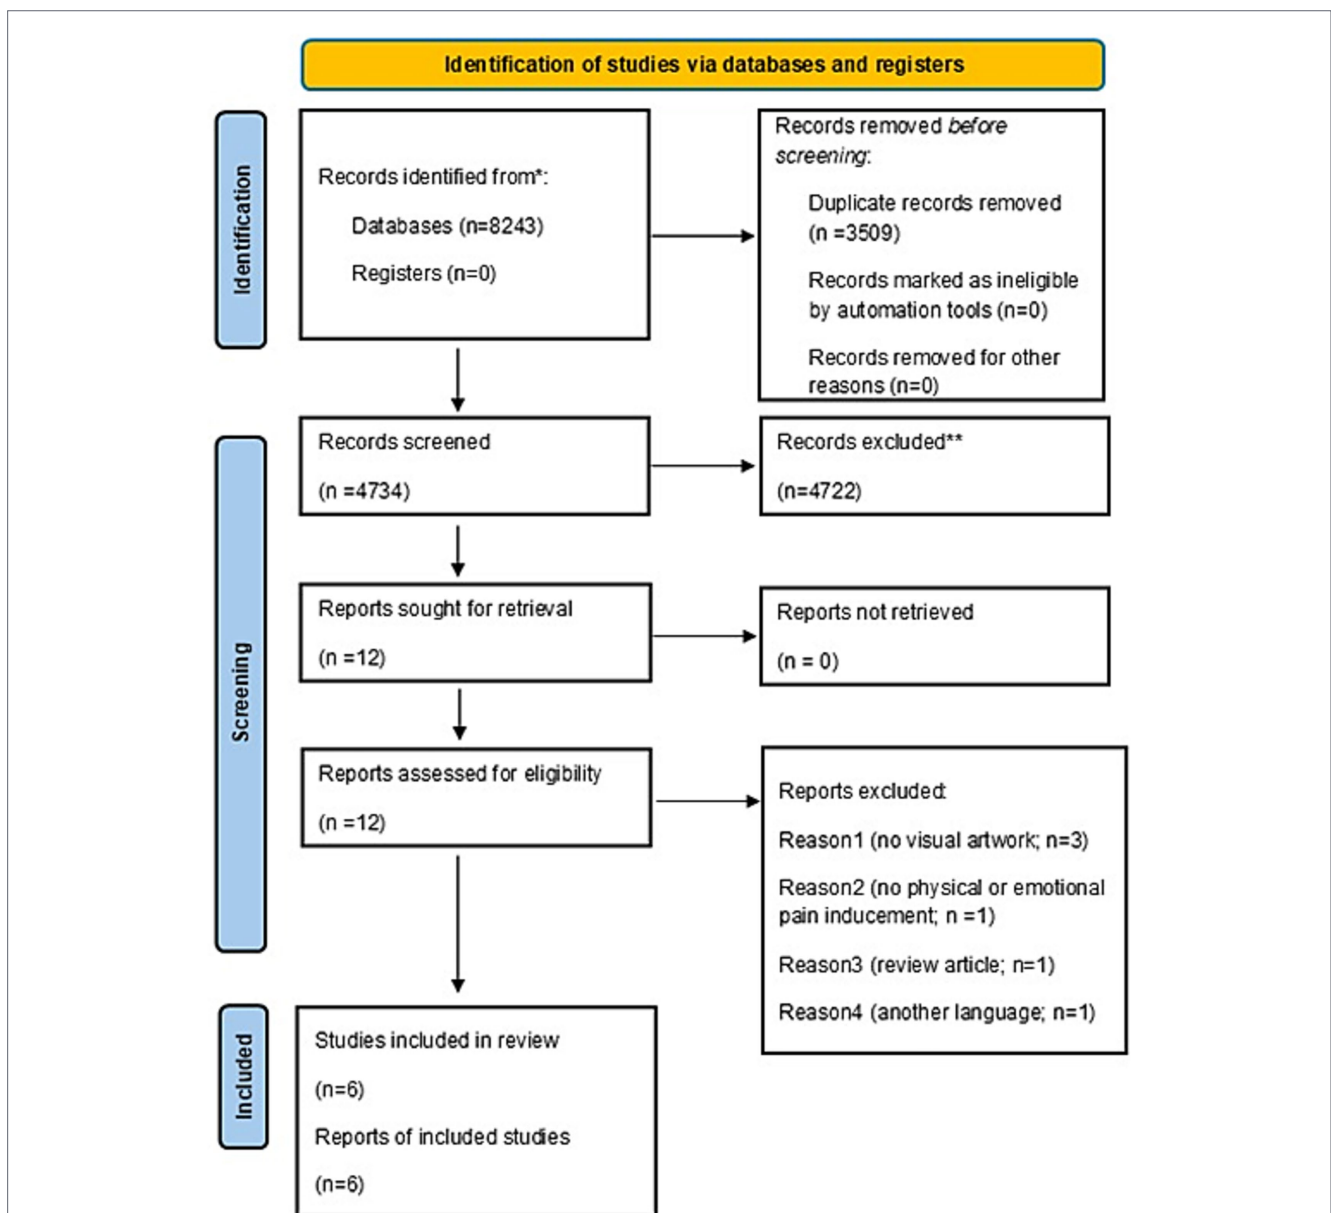 Identification of studies via databases and registers
Identification
Records identified from*:
Databases (n=8243)
Registers (n=0)
Records removed before
screening:
Duplicate records removed
(n =3509)
Records marked as ineligible
by automation tools (n=0)
Records removed for other
reasons (n=0)
Screening
Records screened
(n =4734)
Records excluded**
(n=4722)
Reports sought for retrieval
(n =12)
Reports not retrieved
(n = 0)
Reports assessed for eligibility
(n =12)
Reports excluded:
Reason1 (no visual artwork; n=3)
Reason2 (no physical or emotional
pain inducement; n =1)
Reason3 (review article; n=1)
Reason4 (another language; n=1)
Included
Studies included in review
(n=6)
Reports of included studies
(n=6)